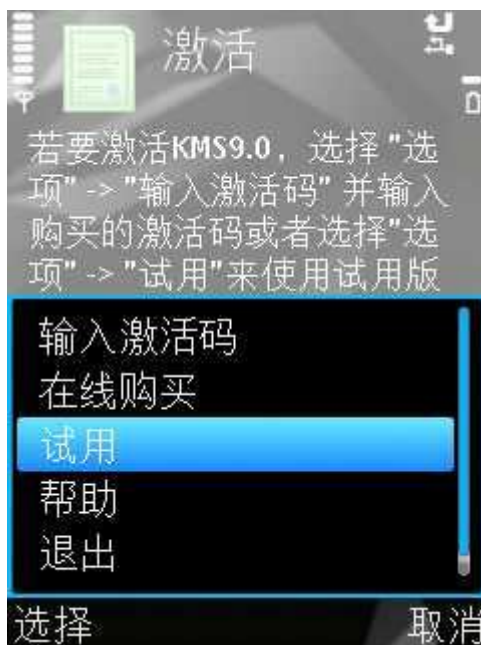 激活
若要激活KMS9.0，选择"选
项"->"输入激活码"并输入
购买的激活码或者选择"选
项"->"试用"来使用试用版
输入激活码
在线购买
试用
帮助
退出
选择 取消